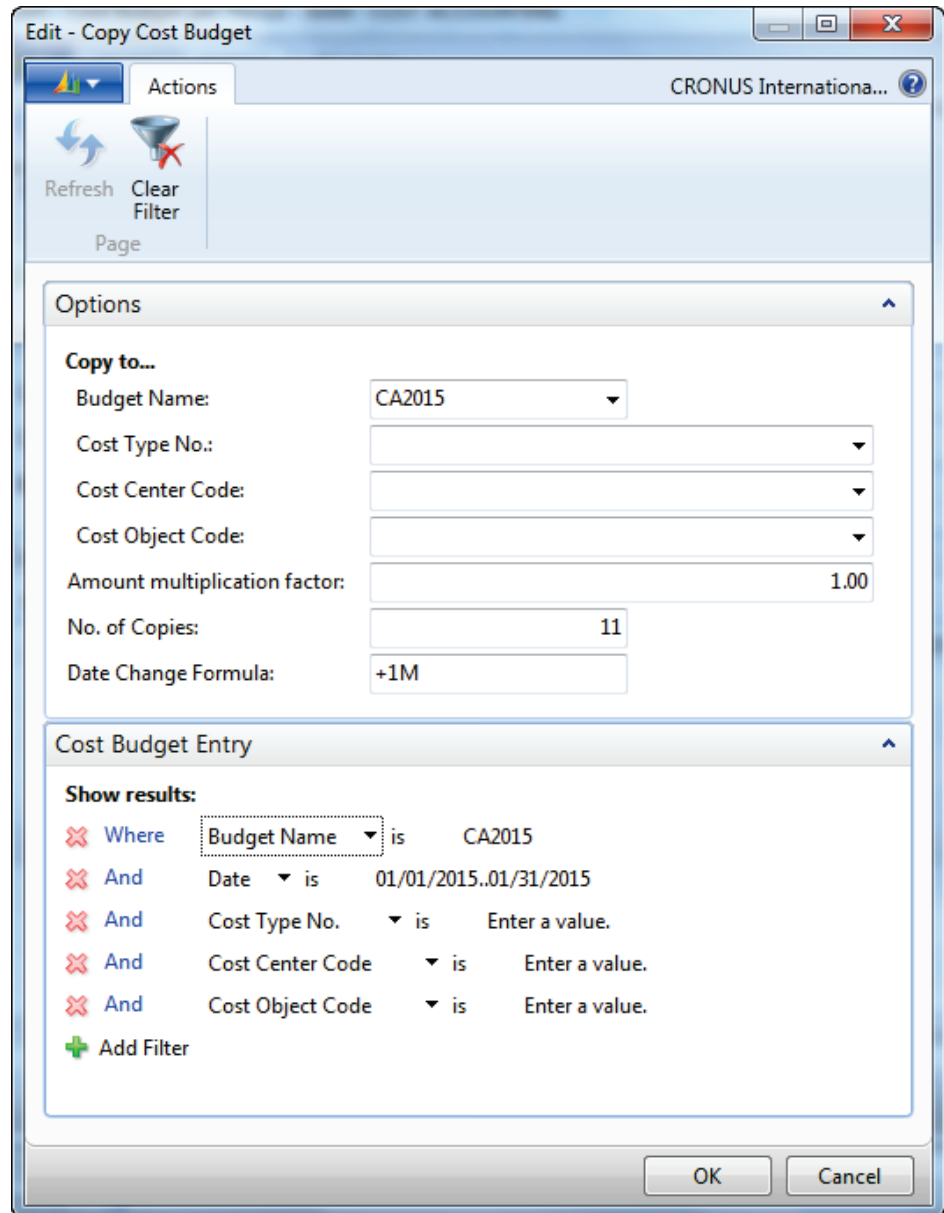 Edit - Copy Cost Budget
Actions
CRONUS Internationa...
Refresh
Clear
Filter
Page
Options
Copy to...
Budget Name: CA2015
Cost Type No.:
Cost Center Code:
Cost Object Code:
Amount multiplication factor: 1.00
No. of Copies: 11
Date Change Formula: +1M
Cost Budget Entry
Show results:
Where Budget Name is CA2015
And Date is 01/01/2015..01/31/2015
And Cost Type No. is Enter a value.
And Cost Center Code is Enter a value.
And Cost Object Code is Enter a value.
Add Filter
OK Cancel